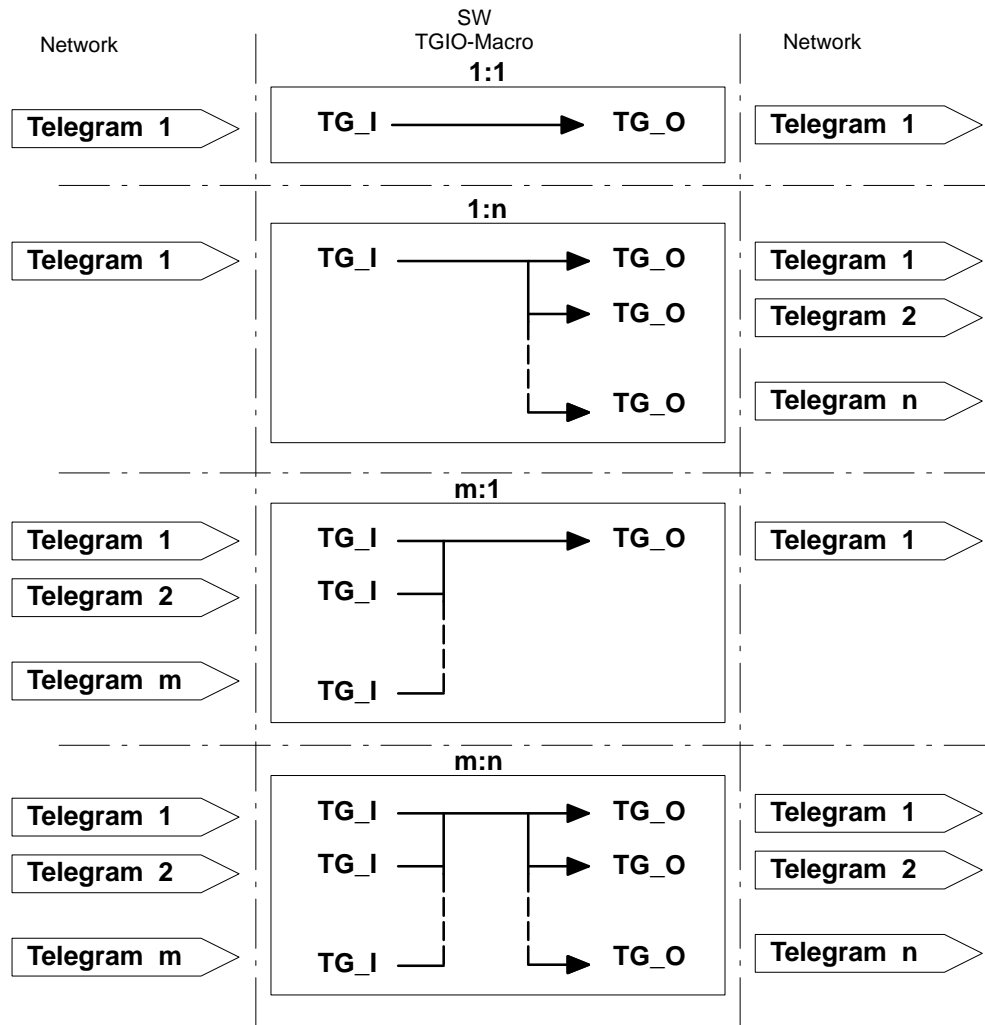 Network
SW
TGIO-Macro
Network
1:1
Telegram 1
TG_I
TG_O
Telegram 1
1:n
Telegram 1
TG_I
TG_O
Telegram 1
TG_O
Telegram 2
TG_O
Telegram n
m:1
Telegram 1
TG_I
TG_O
Telegram 1
Telegram 2
TG_I
Telegram m
TG_I
m:n
Telegram 1
TG_I
TG_O
Telegram 1
Telegram 2
TG_I
TG_O
Telegram 2
Telegram m
TG_I
TG_O
Telegram n